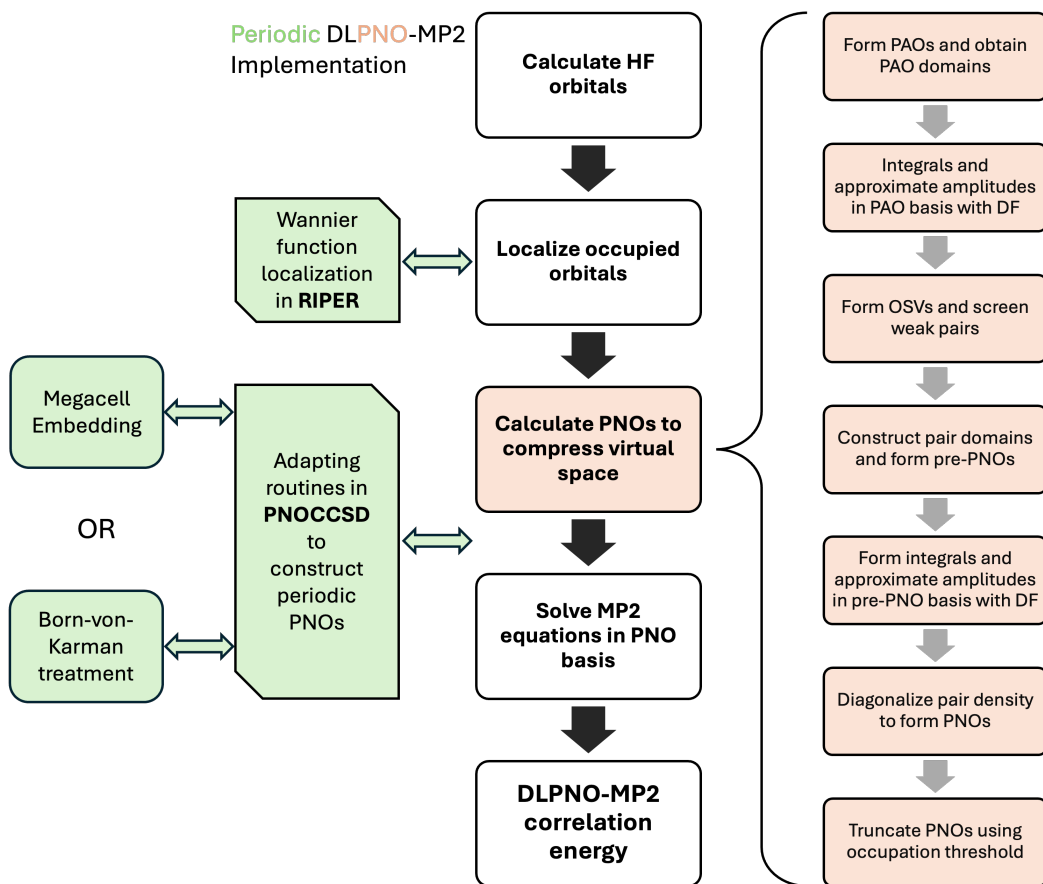 Periodic DLPNO-MP2
Implementation
Calculate HF
orbitals
Wannier
function
localization
in RIPER
Localize occupied
orbitals
Megacell
Embedding
OR
Born-von-
Karman
treatment
Adapting
routines in
PNOCCSD
to
construct
periodic
PNOs
Calculate PNOs to
compress virtual
space
Solve MP2
equations in PNO
basis
DLPNO-MP2
correlation
energy
Form PAOs and obtain
PAO domains
Integrals and
approximate amplitudes
in PAO basis with DF
Form OSVs and screen
weak pairs
Construct pair domains
and form pre-PNOs
Form integrals and
approximate amplitudes
in pre-PNO basis with DF
Diagonalize pair density
to form PNOs
Truncate PNOs using
occupation threshold